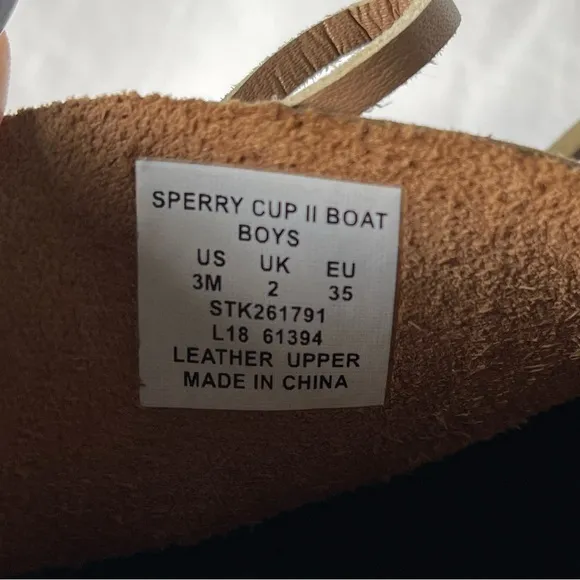 SPERRY CUP II BOAT
BOYS
US UK EU
3M 2 35
STK261791
L18 61394
LEATHER UPPER
MADE IN CHINA